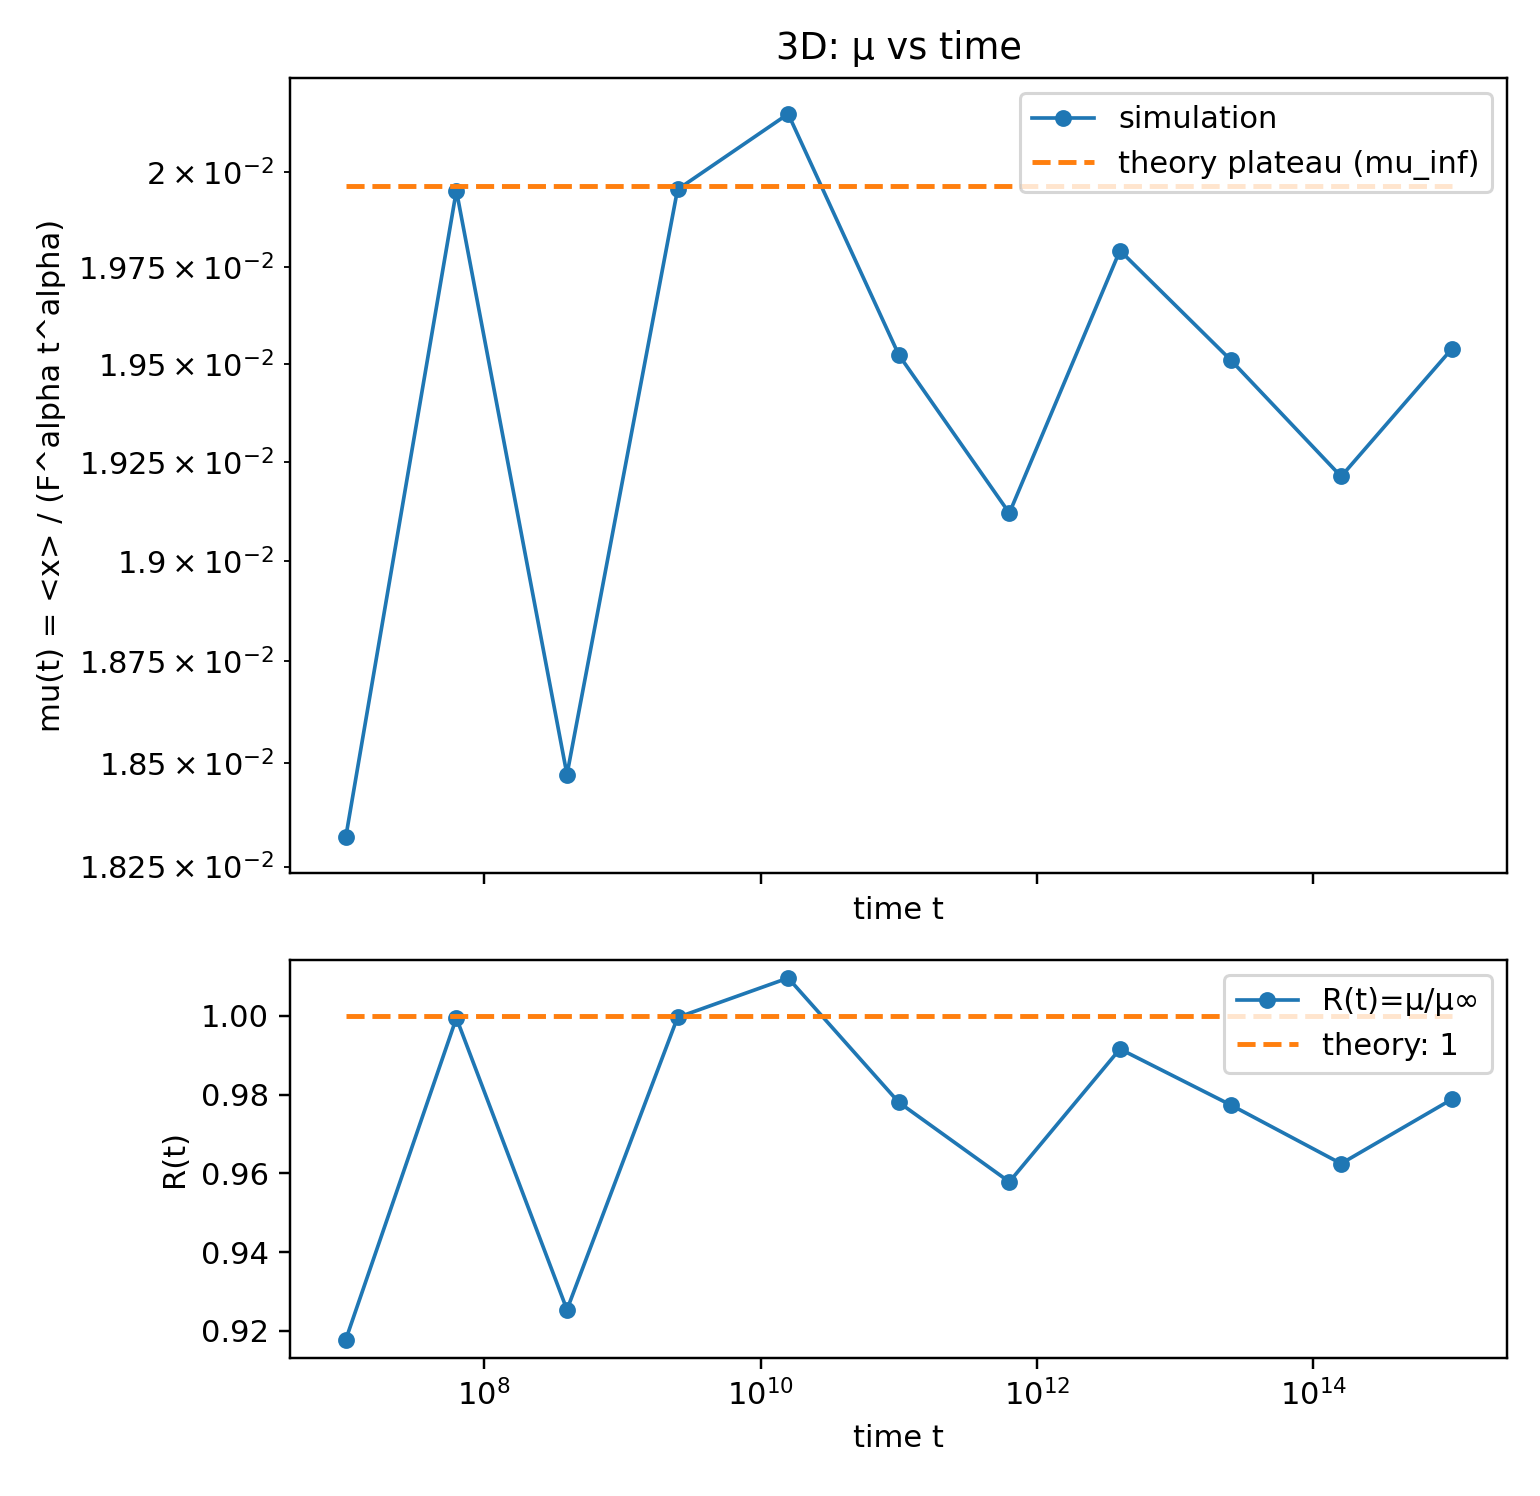 3D: μ vs time
mu(t) = <x> / (F^alpha t^alpha)
2 × 10⁻²
1.975 × 10⁻²
1.95 × 10⁻²
1.925 × 10⁻²
1.9 × 10⁻²
1.875 × 10⁻²
1.85 × 10⁻²
1.825 × 10⁻²
simulation
theory plateau (mu_inf)
time t
R(t)
1.00
0.98
0.96
0.94
0.92
R(t)=μ/μ∞
theory: 1
10⁸
10¹⁰
10¹²
10¹⁴
time t